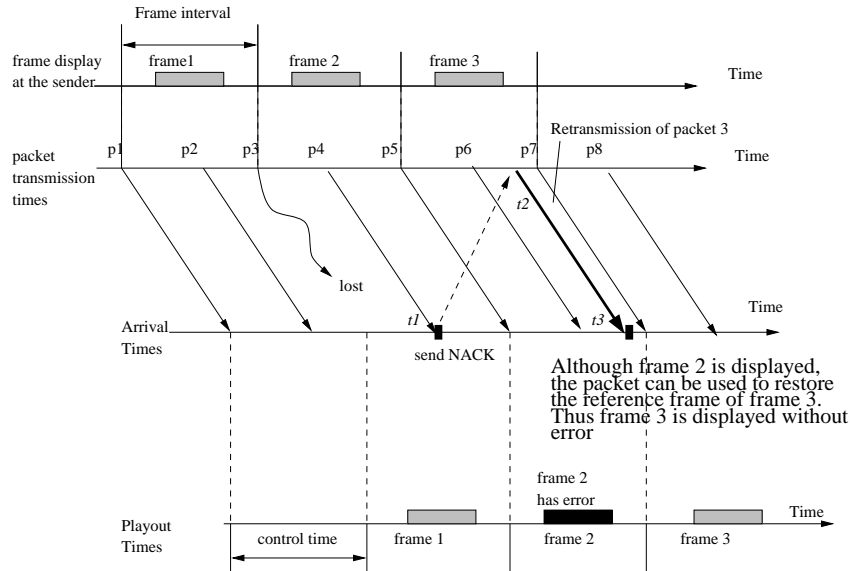 Frame interval
frame display
at the sender
frame1
frame 2
frame 3
Time
Retransmission of packet 3
packet
transmission
times
p1
p2
p3
p4
p5
p6
p7
p8
Time
t2
lost
Arrival
Times
t1
t3
Time
send NACK
Although frame 2 is displayed,
the packet can be used to restore
the reference frame of frame 3.
Thus frame 3 is displayed without
error
frame 2
has error
Time
Playout
Times
control time
frame 1
frame 2
frame 3